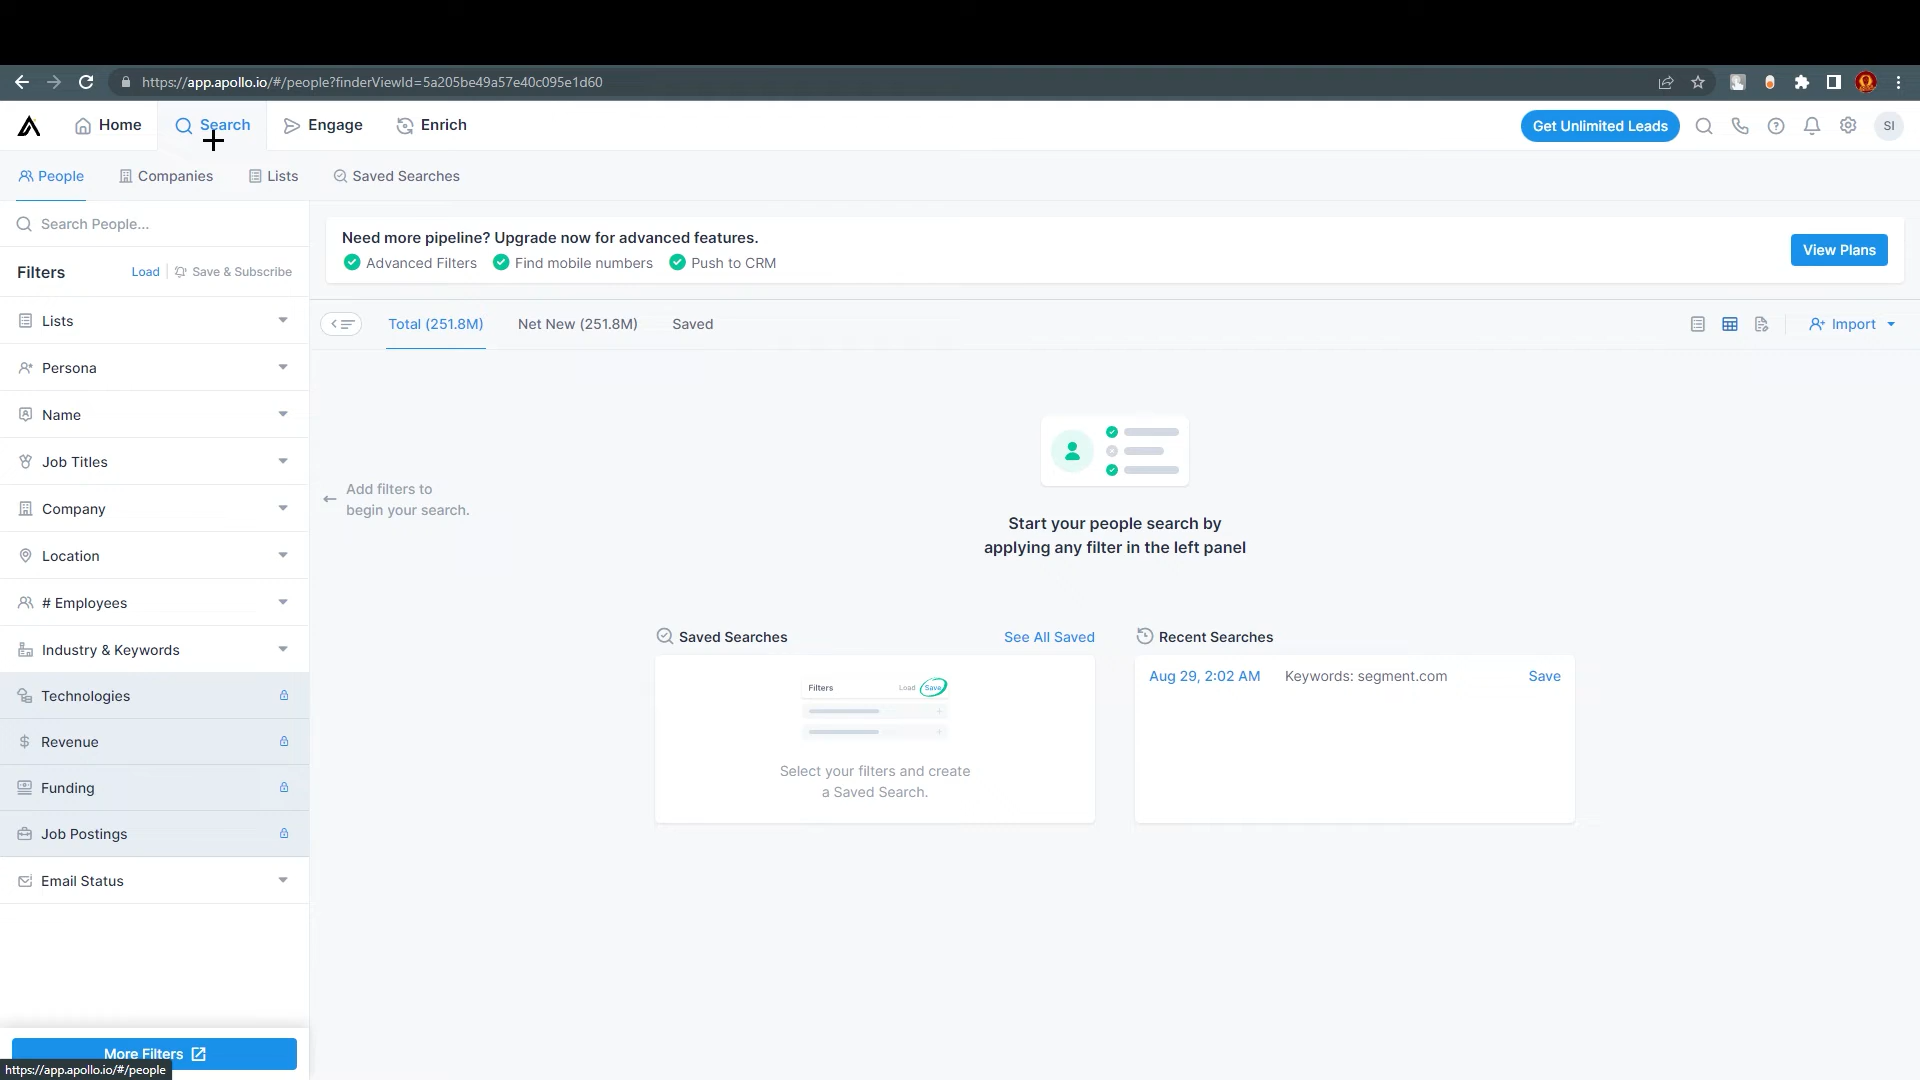 https://app.apollo.io/#/people?finderViewId=5a205be49a57e40c095e1d60
Home
Search
Engage
Enrich
Get Unlimited Leads
SI
People
Companies
Lists
Saved Searches
Search People...
Filters
Load
Save & Subscribe
Lists
Persona
Name
Job Titles
Company
Location
# Employees
Industry & Keywords
Technologies
Revenue
Funding
Job Postings
Email Status
More Filters
https://app.apollo.io/#/people
Need more pipeline? Upgrade now for advanced features.
Advanced Filters
Find mobile numbers
Push to CRM
View Plans
Total (251.8M)
Net New (251.8M)
Saved
Import
Add filters to
begin your search.
Start your people search by
applying any filter in the left panel
Saved Searches
See All Saved
Filters
Load
Save
Select your filters and create
a Saved Search.
Recent Searches
Aug 29, 2:02 AM
Keywords: segment.com
Save